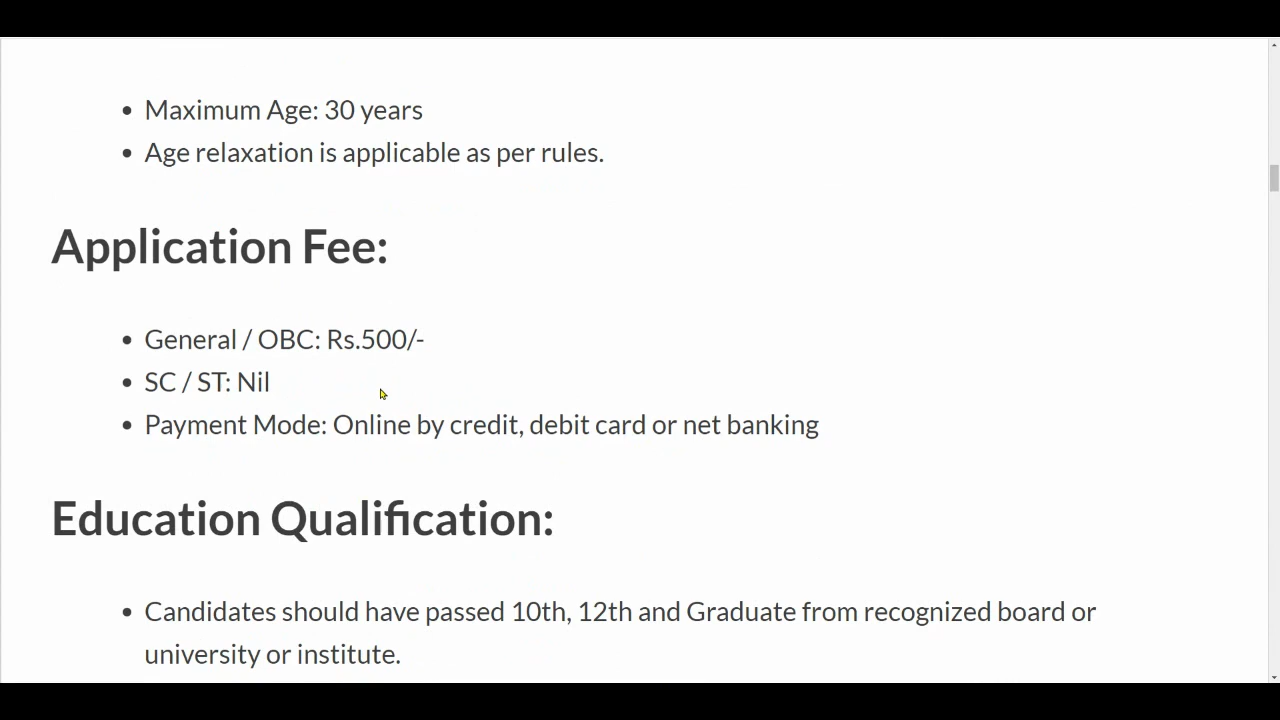 • Maximum Age: 30 years
• Age relaxation is applicable as per rules.
Application Fee:
• General / OBC: Rs.500/-
• SC / ST: Nil
• Payment Mode: Online by credit, debit card or net banking
Education Qualification:
• Candidates should have passed 10th, 12th and Graduate from recognized board or
university or institute.